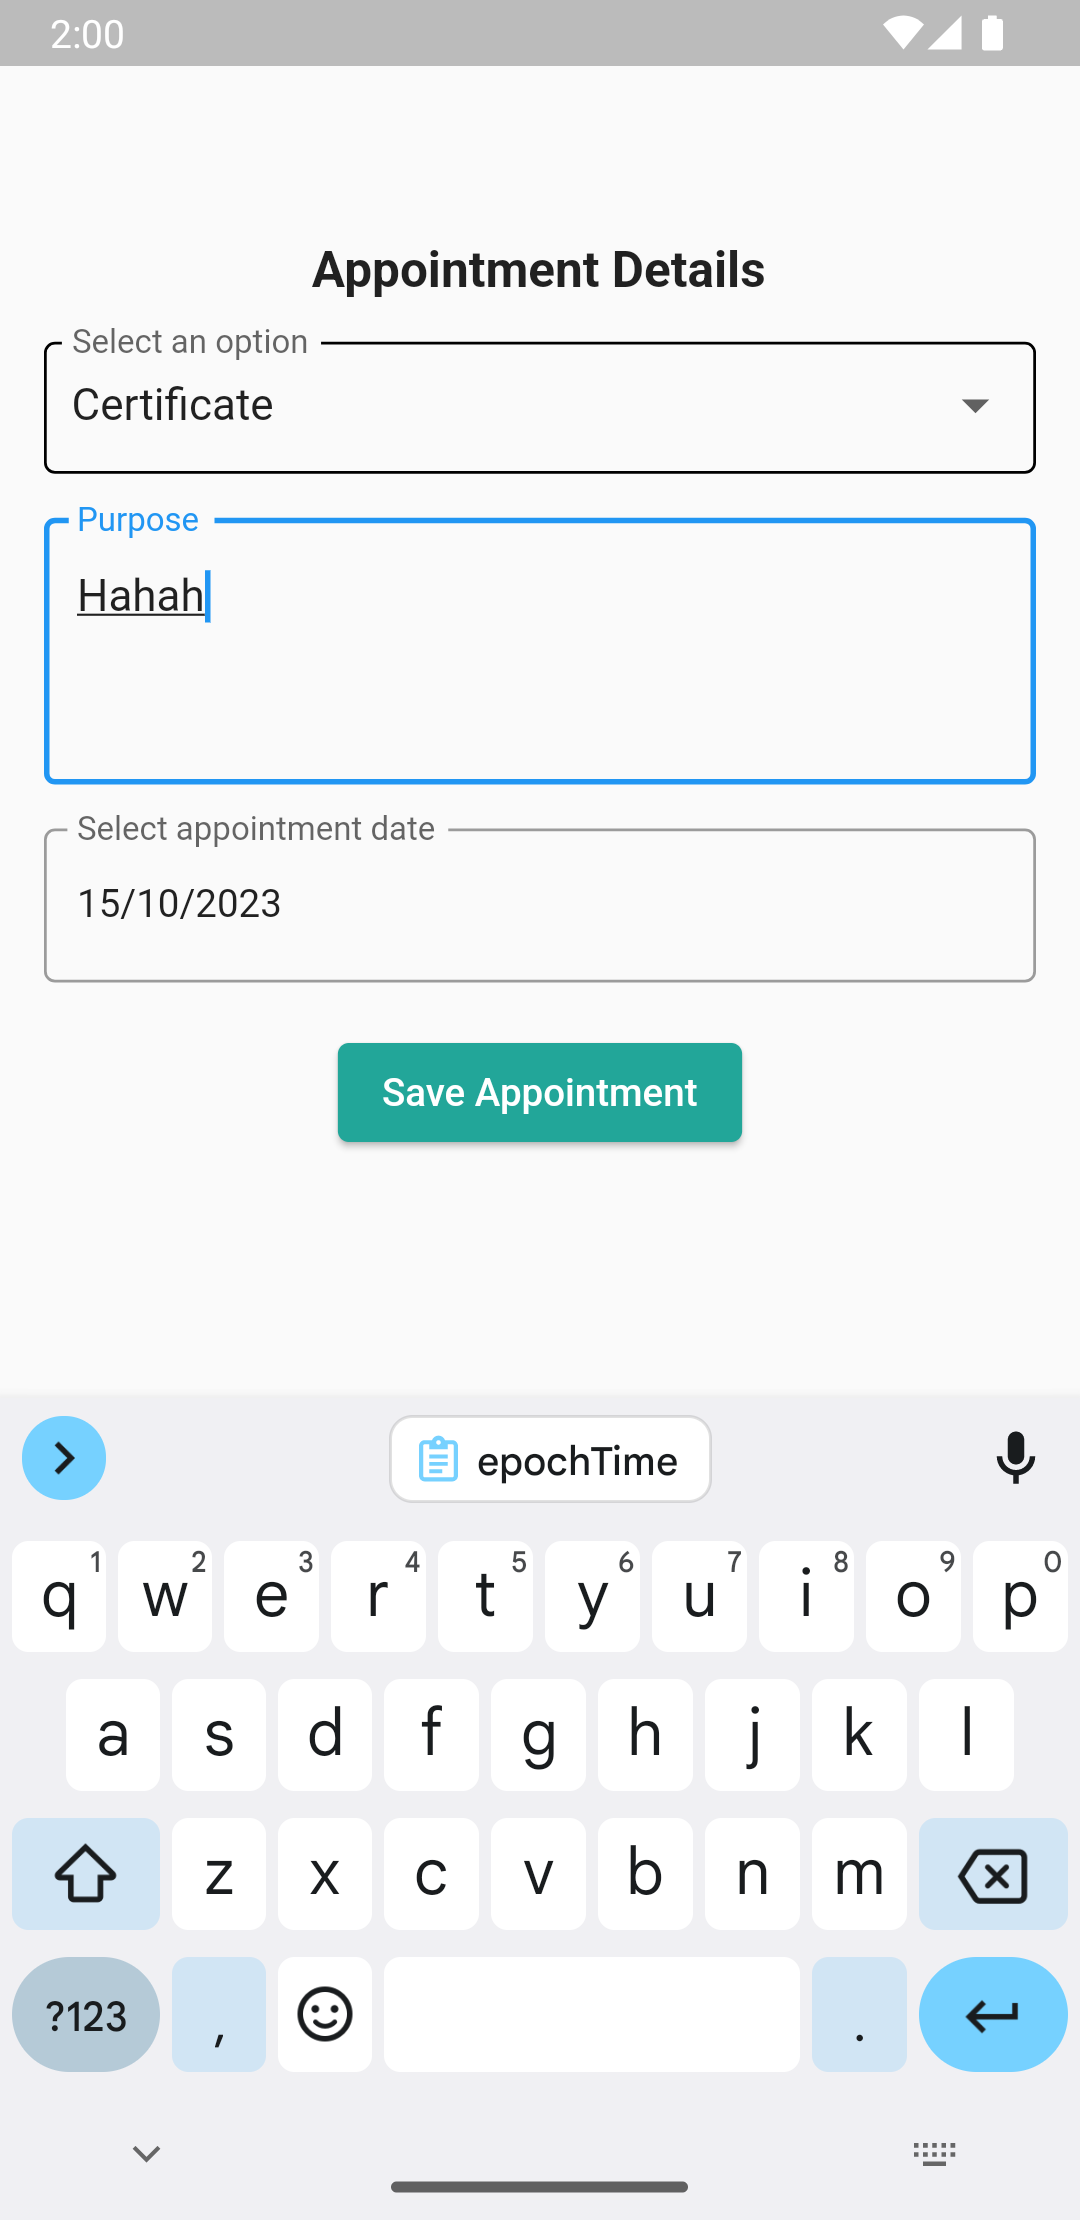 2:00
Appointment Details
Select an option
Certificate
Purpose
Hahah
Select appointment date
15/10/2023
Save Appointment
epochTime
q 1 w 2 e 3 r 4 t 5 y 6 u 7 i 8 o 9 p 0
a s d f g h j k l
z x c v b n m
?123 , .